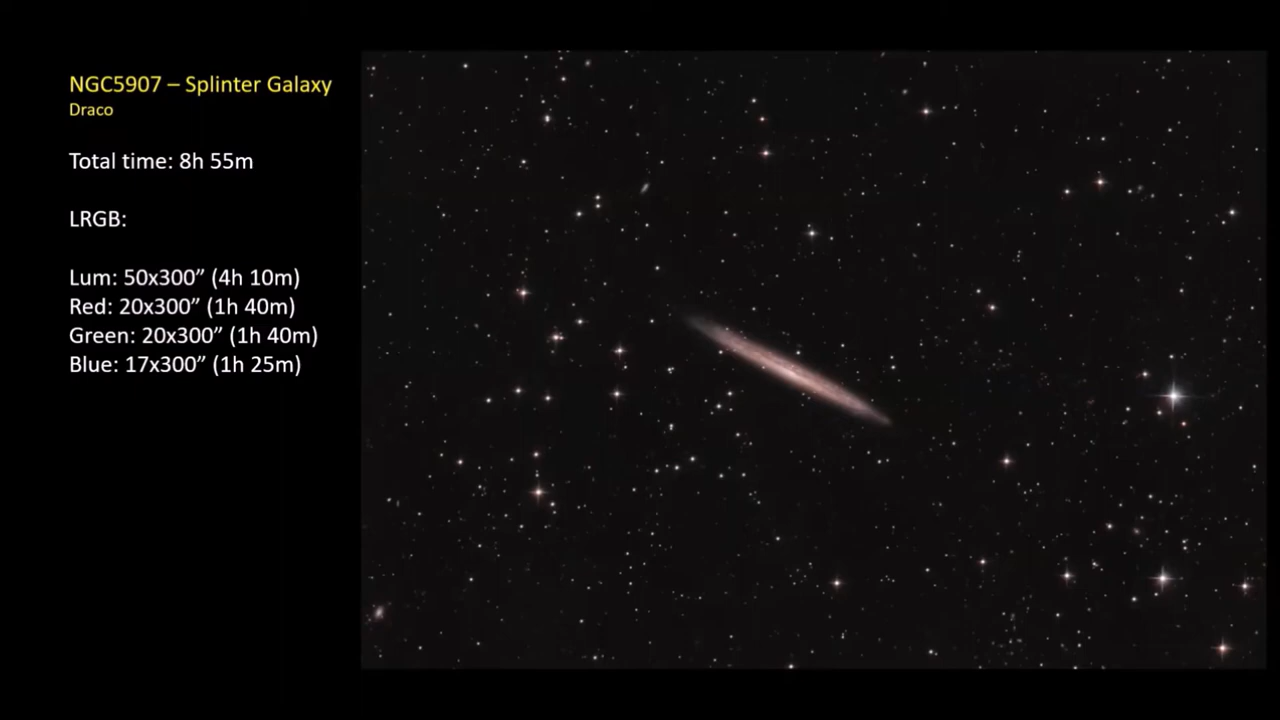 NGC5907 – Splinter Galaxy
Draco
Total time: 8h 55m
LRGB:
Lum: 50x300” (4h 10m)
Red: 20x300” (1h 40m)
Green: 20x300” (1h 40m)
Blue: 17x300” (1h 25m)